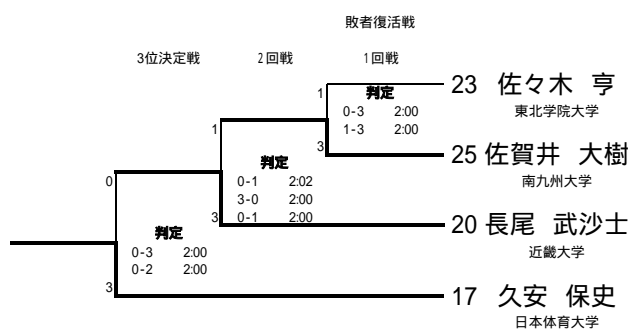 敗者復活戦
3位決定戦 2回戦 1回戦
23 佐々木 亨
東北学院大学
1 判定
0-3 2:00
1-3 2:00
3
25 佐賀井 大樹
南九州大学
1 判定
0-1 2:02
3-0 2:00
3 0-1 2:00
20 長尾 武沙士
近畿大学
0 判定
0-3 2:00
0-2 2:00
3
17 久安 保史
日本体育大学